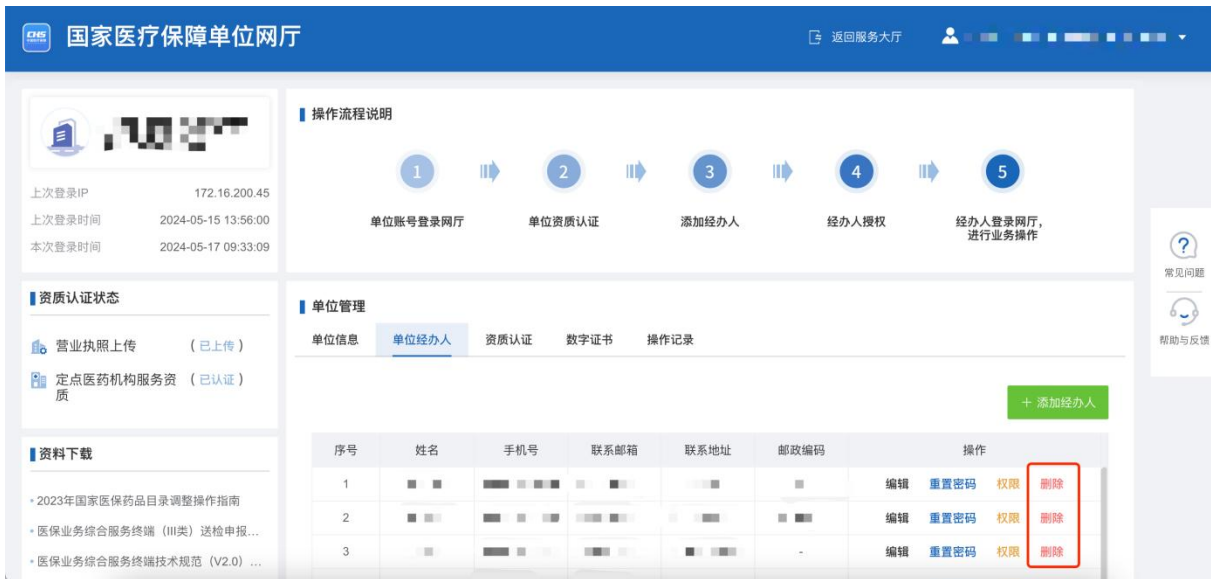 CHS
国家医疗保障单位网厅
返回服务大厅
上次登录IP 172.16.200.45
上次登录时间 2024-05-15 13:56:00
本次登录时间 2024-05-17 09:33:09
资质认证状态
营业执照上传 （已上传）
定点医药机构服务资 （已认证）
质
资料下载
2023年国家医保药品目录调整操作指南
医保业务综合服务终端（III类）送检申报...
医保业务综合服务终端技术规范（V2.0）...
操作流程说明
1 2 3 4 5
单位账号登录网厅 单位资质认证 添加经办人 经办人授权 经办人登录网厅，
进行业务操作
单位管理
单位信息 单位经办人 资质认证 数字证书 操作记录
+ 添加经办人
序号 姓名 手机号 联系邮箱 联系地址 邮政编码 操作
1 编辑 重置密码 权限 删除
2 编辑 重置密码 权限 删除
3 - 编辑 重置密码 权限 删除
?
常见问题
帮助与反馈